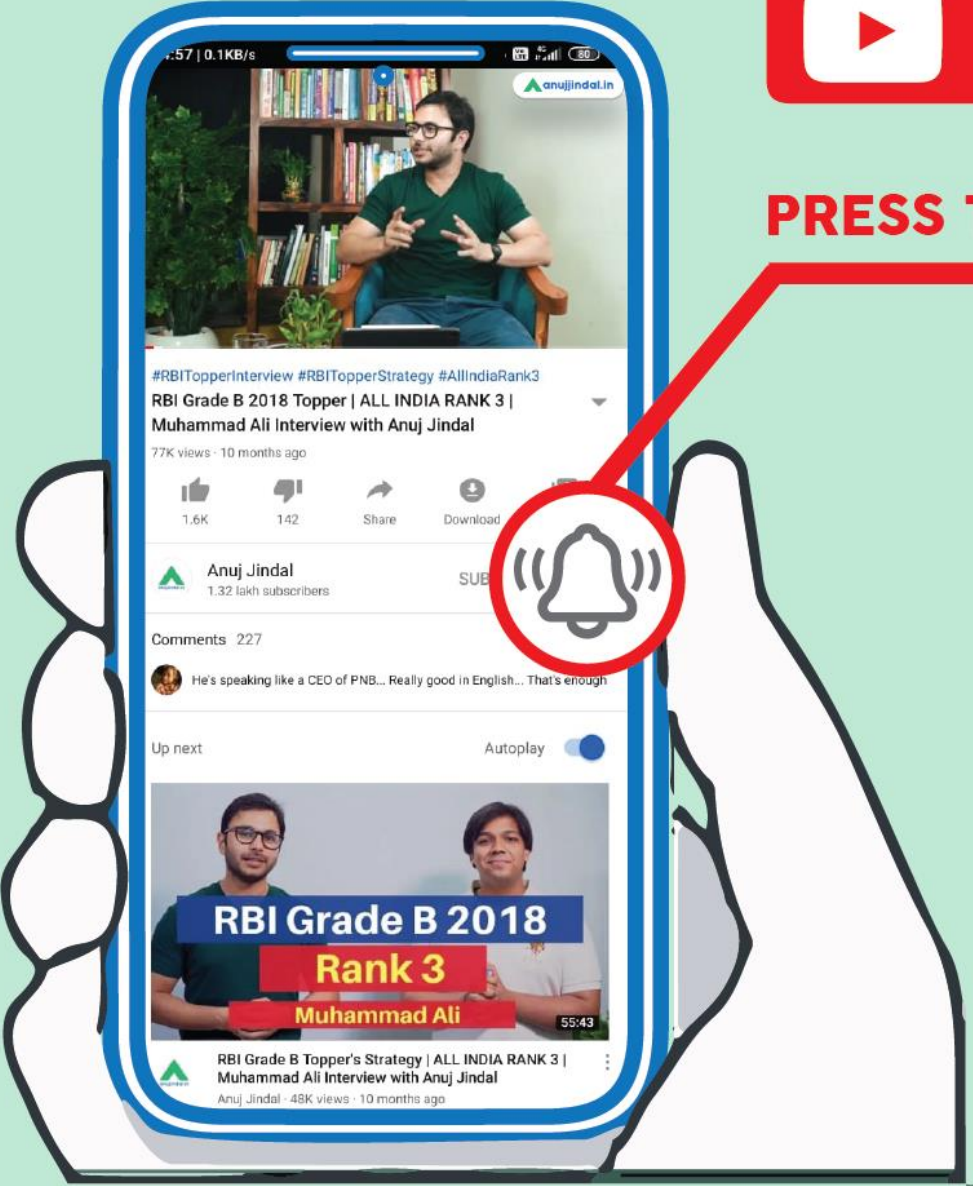 :57 | 0.1KB/s
Vo
LTE
4G
80
anujjindal.in
PRESS
#RBITopperInterview #RBITopperStrategy #AllIndiaRank3
RBI Grade B 2018 Topper | ALL INDIA RANK 3 |
Muhammad Ali Interview with Anuj Jindal
77K views · 10 months ago
1.6K
142
Share
Download
Anuj Jindal
1.32 lakh subscribers
SUB
Comments 227
He's speaking like a CEO of PNB... Really good in English... That's enough
Up next
Autoplay
RBI Grade B 2018
Rank 3
Muhammad Ali
55:43
RBI Grade B Topper's Strategy | ALL INDIA RANK 3 |
Muhammad Ali Interview with Anuj Jindal
Anuj Jindal · 48K views · 10 months ago